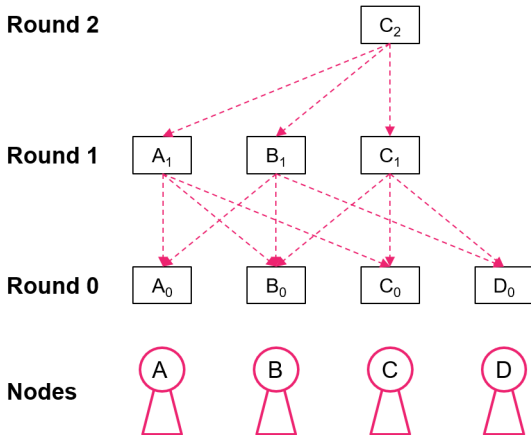 Round 2 C₂
Round 1 A₁ B₁ C₁
Round 0 A₀ B₀ C₀ D₀
Nodes A B C D